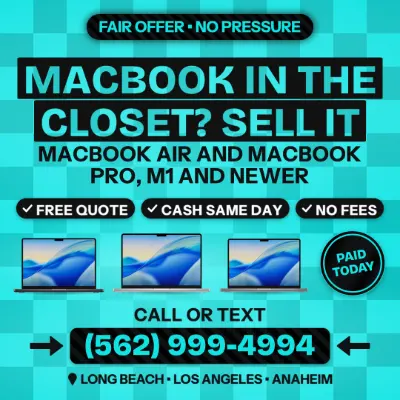 FAIR OFFER • NO PRESSURE
MACBOOK IN THE
CLOSET? SELL IT
MACBOOK AIR AND MACBOOK
PRO, M1 AND NEWER
✓ FREE QUOTE ✓ CASH SAME DAY ✓ NO FEES
PAID
TODAY
CALL OR TEXT
(562) 999-4994
LONG BEACH • LOS ANGELES • ANAHEIM